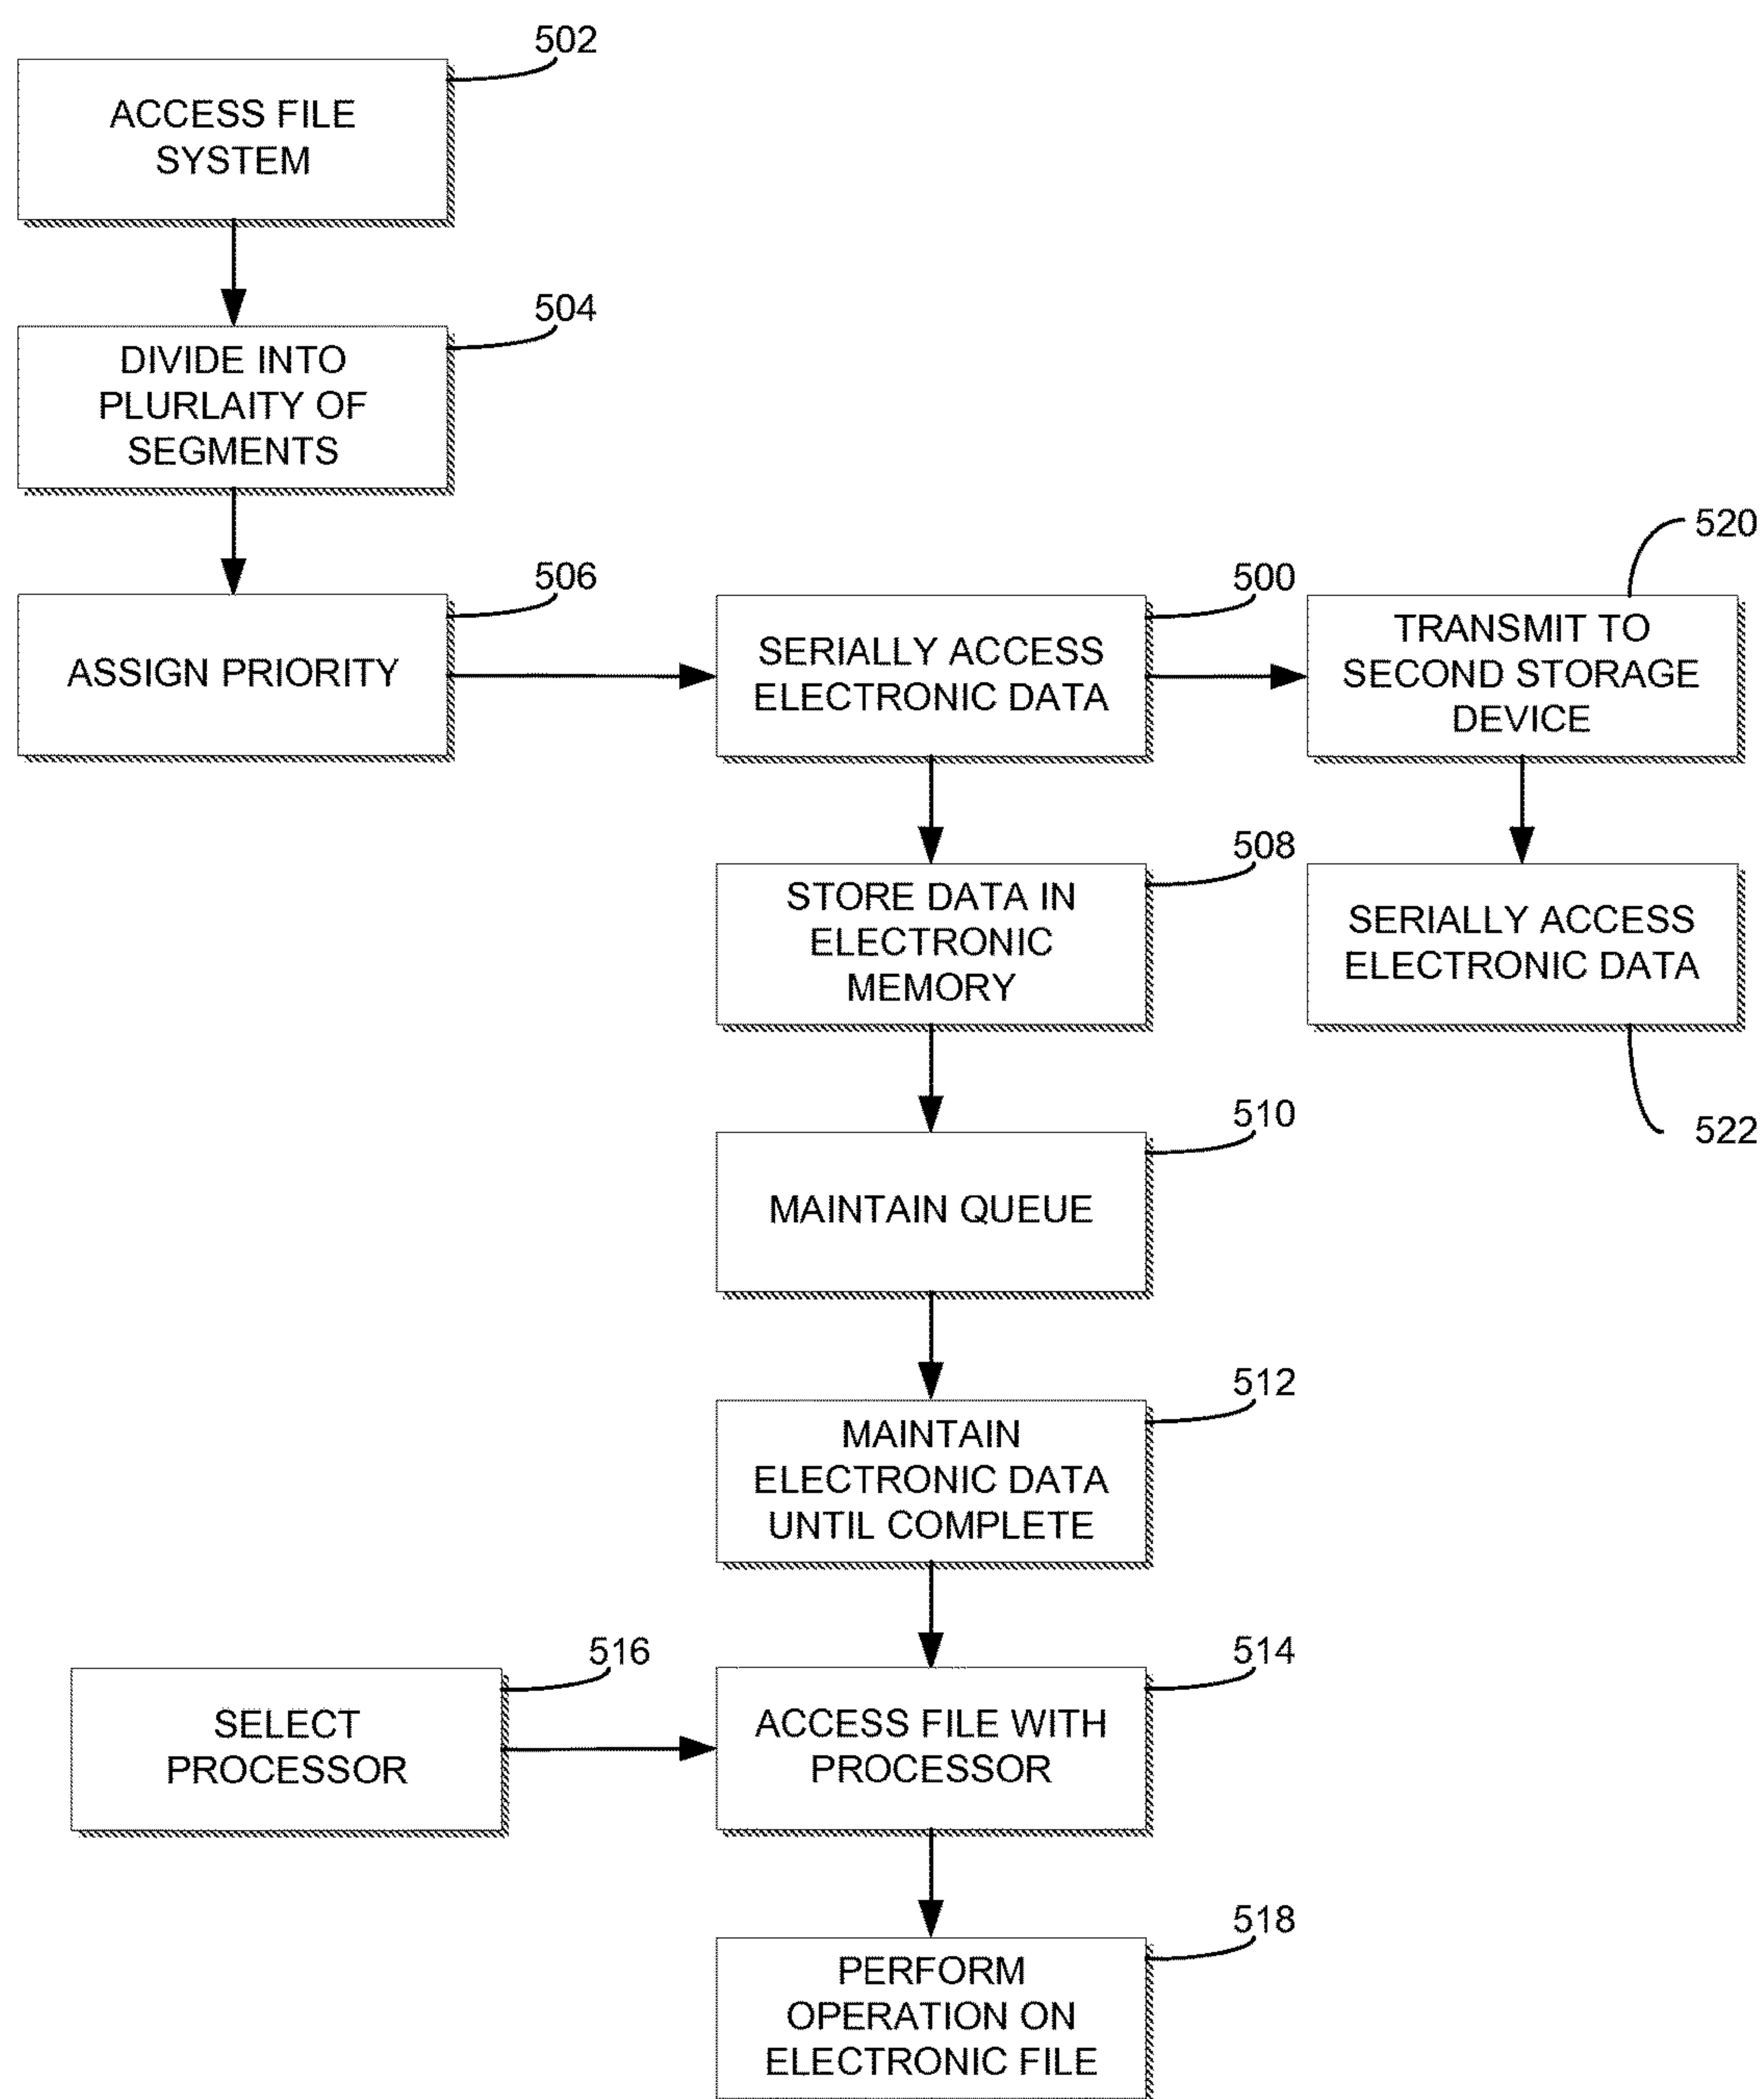 502
ACCESS FILE
SYSTEM
504
DIVIDE INTO
PLURLAITY OF
SEGMENTS
506
ASSIGN PRIORITY
500
SERIALLY ACCESS
ELECTRONIC DATA
520
TRANSMIT TO
SECOND STORAGE
DEVICE
508
STORE DATA IN
ELECTRONIC
MEMORY
SERIALLY ACCESS
ELECTRONIC DATA
522
510
MAINTAIN QUEUE
512
MAINTAIN
ELECTRONIC DATA
UNTIL COMPLETE
516
SELECT
PROCESSOR
514
ACCESS FILE WITH
PROCESSOR
518
PERFORM
OPERATION ON
ELECTRONIC FILE